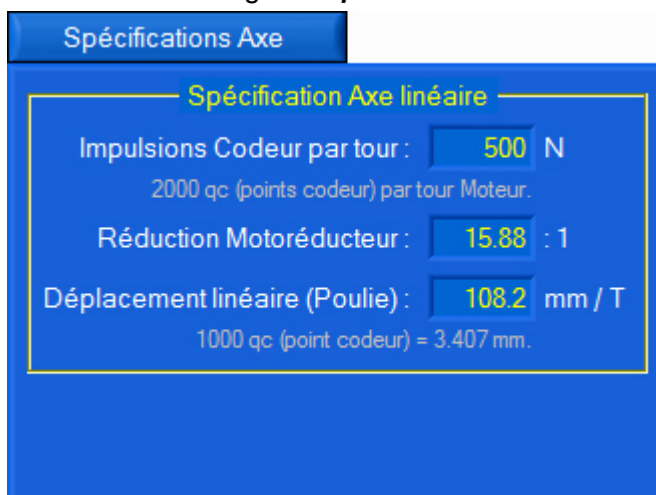 Spécifications Axe
Spécification Axe linéaire
Impulsions Codeur par tour : 500 N
2000 qc (points codeur) par tour Moteur.
Réduction Motoréducteur : 15.88 : 1
Déplacement linéaire (Poulie) : 108.2 mm / T
1000 qc (point codeur) = 3.407 mm.